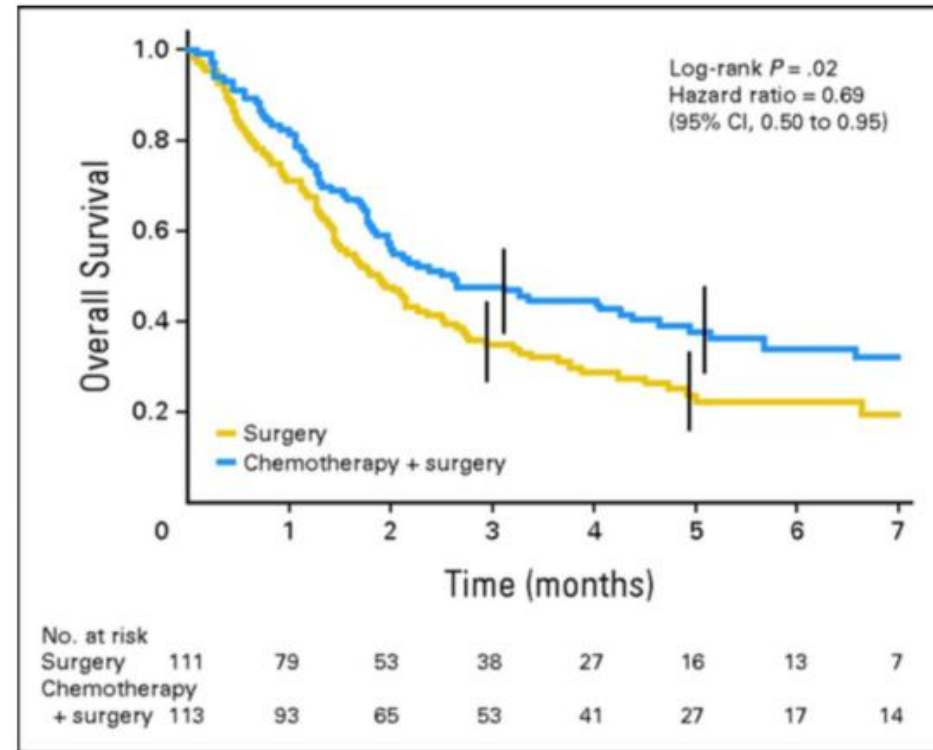 1.0
0.8
0.6
0.4
0.2
0
Overall Survival
Log-rank P = .02
Hazard ratio = 0.69
(95% CI, 0.50 to 0.95)
Surgery
Chemotherapy + surgery
1 2 3 4 5 6 7
Time (months)
No. at risk
Surgery 111 79 53 38 27 16 13 7
Chemotherapy
+ surgery 113 93 65 53 41 27 17 14